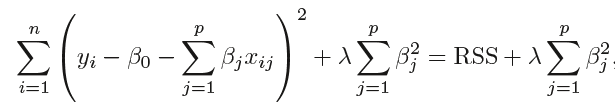 $$\sum_{i=1}^{n} \left( y_i - \beta_0 - \sum_{j=1}^{p} \beta_j x_{ij} \right)^2 + \lambda \sum_{j=1}^{p} \beta_j^2 = \text{RSS} + \lambda \sum_{j=1}^{p} \beta_j^2,$$